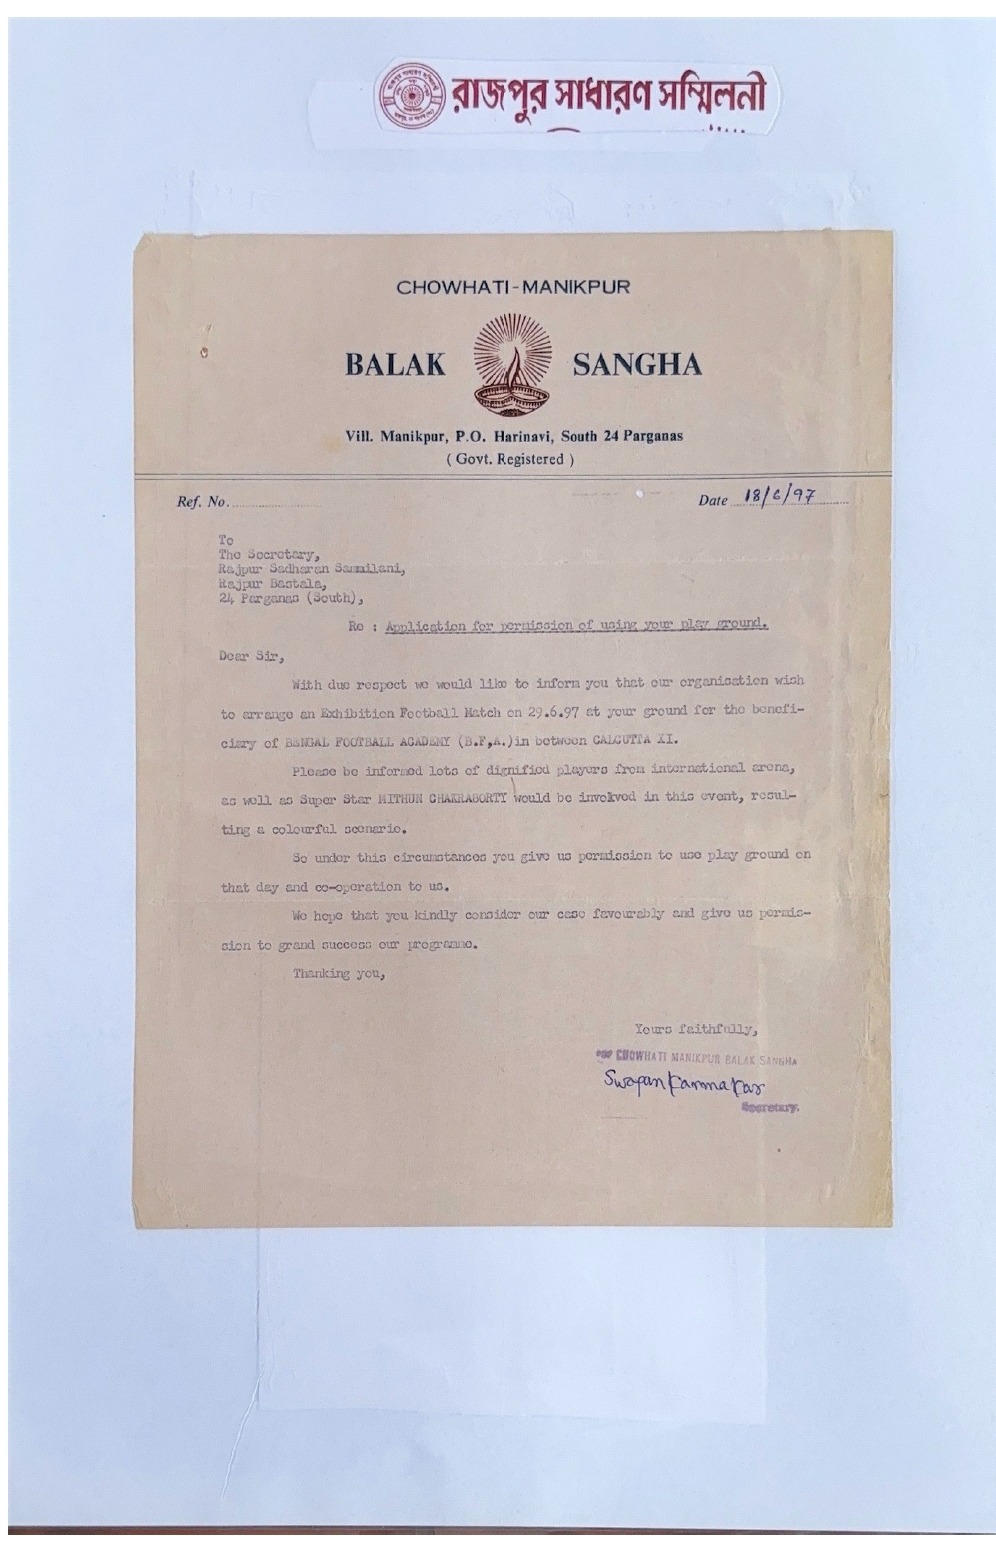 রাজপুর সাধারণ সম্মিলনী
CHOWHATI-MANIKPUR
BALAK SANGHA
Vill. Manikpur, P.O. Harinavi, South 24 Parganas
( Govt. Registered )
Ref. No. Date 18/6/97
To
The Secretary,
Rajpur Sadharan Sammilani,
Rajpur Bastala,
24 Parganas (South),
Re : Application for permission of using your play ground.
Dear Sir,
With due respect we would like to inform you that our organisation wish
to arrange an Exhibition Football Match on 29.6.97 at your ground for the benefi-
ciary of BENGAL FOOTBALL ACADEMY (B.F,A.)in between CALCUTTA XI.
Please be informed lots of dignified players from international arena,
as well as Super Star MITHUN CHAKRABORTY would be involved in this event, resul-
ting a colourful scenario.
So under this circumstances you give us permission to use play ground on
that day and co-operation to us.
We hope that you kindly consider our case favourably and give us permis-
sion to grand success our programme.
Thanking you,
Yours faithfully,
CHOWHATI MANIKPUR BALAK SANGHA
Swapan Karmakar
Secretary.